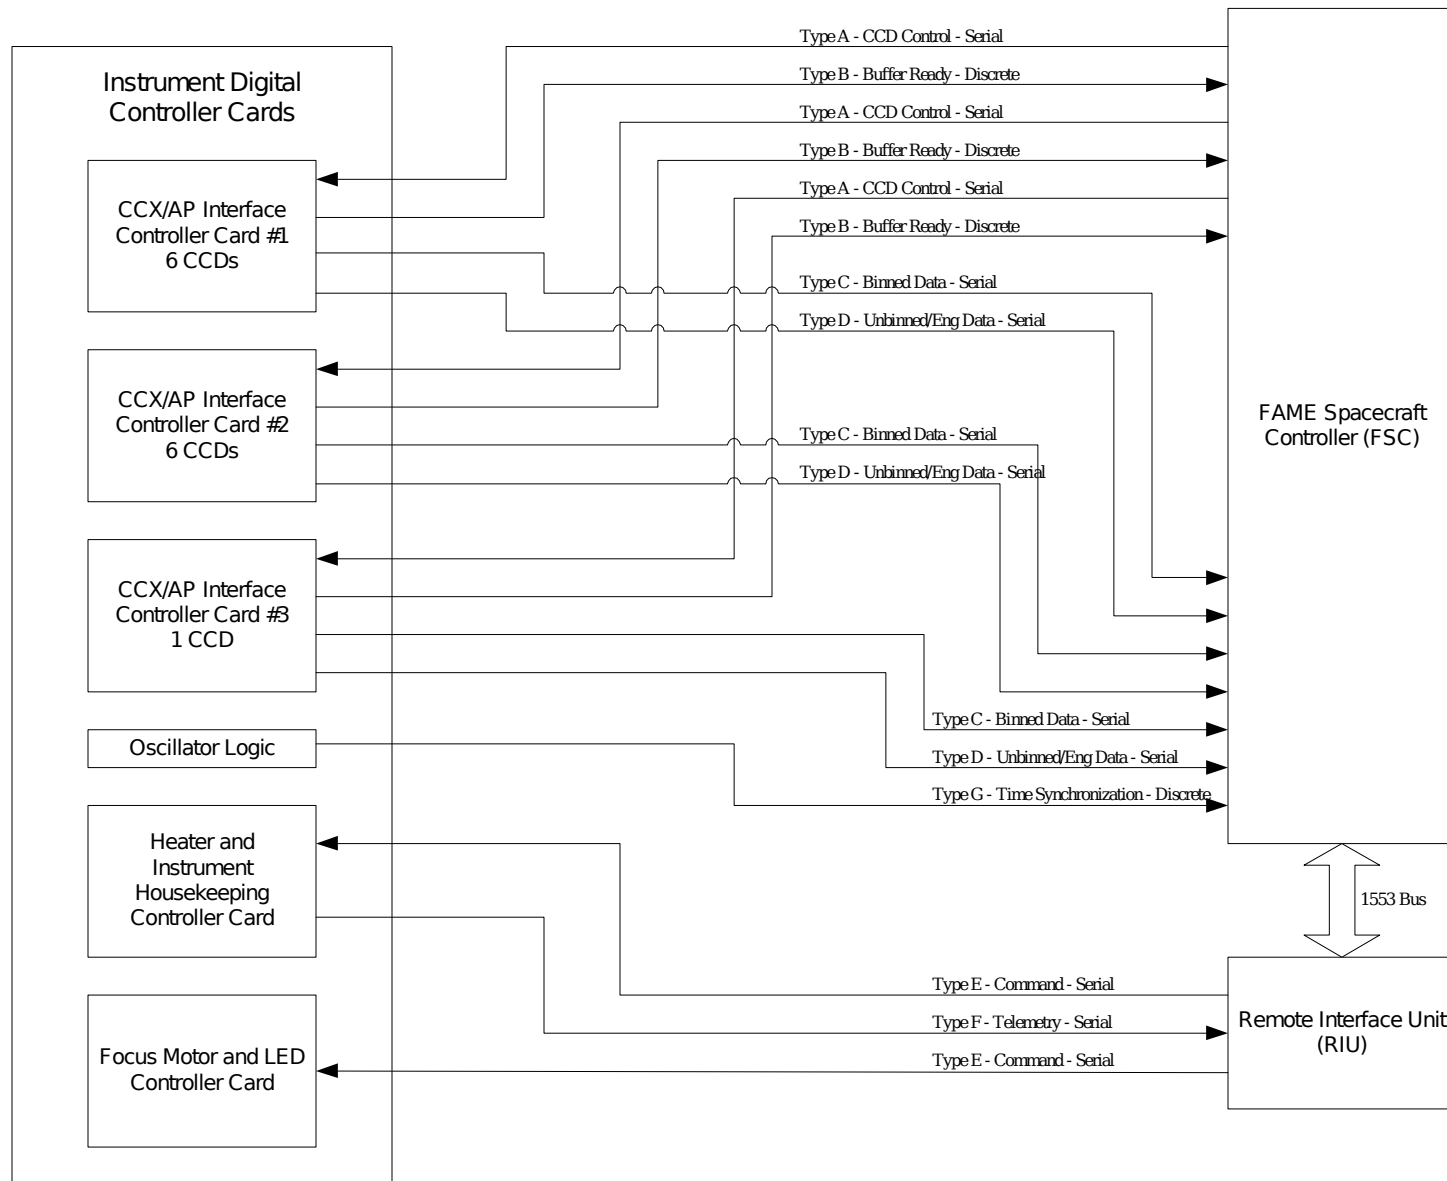 Instrument Digital
Controller Cards
CCX/AP Interface
Controller Card #1
6 CCDs
CCX/AP Interface
Controller Card #2
6 CCDs
CCX/AP Interface
Controller Card #3
1 CCD
Oscillator Logic
Heater and
Instrument
Housekeeping
Controller Card
Focus Motor and LED
Controller Card
Type A - CCD Control - Serial
Type B - Buffer Ready - Discrete
Type A - CCD Control - Serial
Type B - Buffer Ready - Discrete
Type A - CCD Control - Serial
Type B - Buffer Ready - Discrete
Type C - Binned Data - Serial
Type D - Unbinned/Eng Data - Serial
Type C - Binned Data - Serial
Type D - Unbinned/Eng Data - Serial
Type C - Binned Data - Serial
Type D - Unbinned/Eng Data - Serial
Type G - Time Synchronization - Discrete
Type E - Command - Serial
Type F - Telemetry - Serial
Type E - Command - Serial
FAME Spacecraft
Controller (FSC)
1553 Bus
Remote Interface Unit
(RIU)